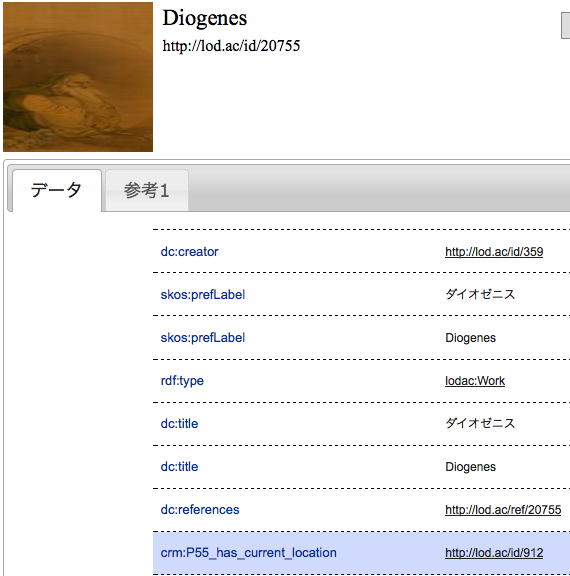 Diogenes
http://lod.ac/id/20755
データ 参考1
dc:creator http://lod.ac/id/359
skos:prefLabel ダイオゼニス
skos:prefLabel Diogenes
rdf:type lodac:Work
dc:title ダイオゼニス
dc:title Diogenes
dc:references http://lod.ac/ref/20755
crm:P55_has_current_location http://lod.ac/id/912